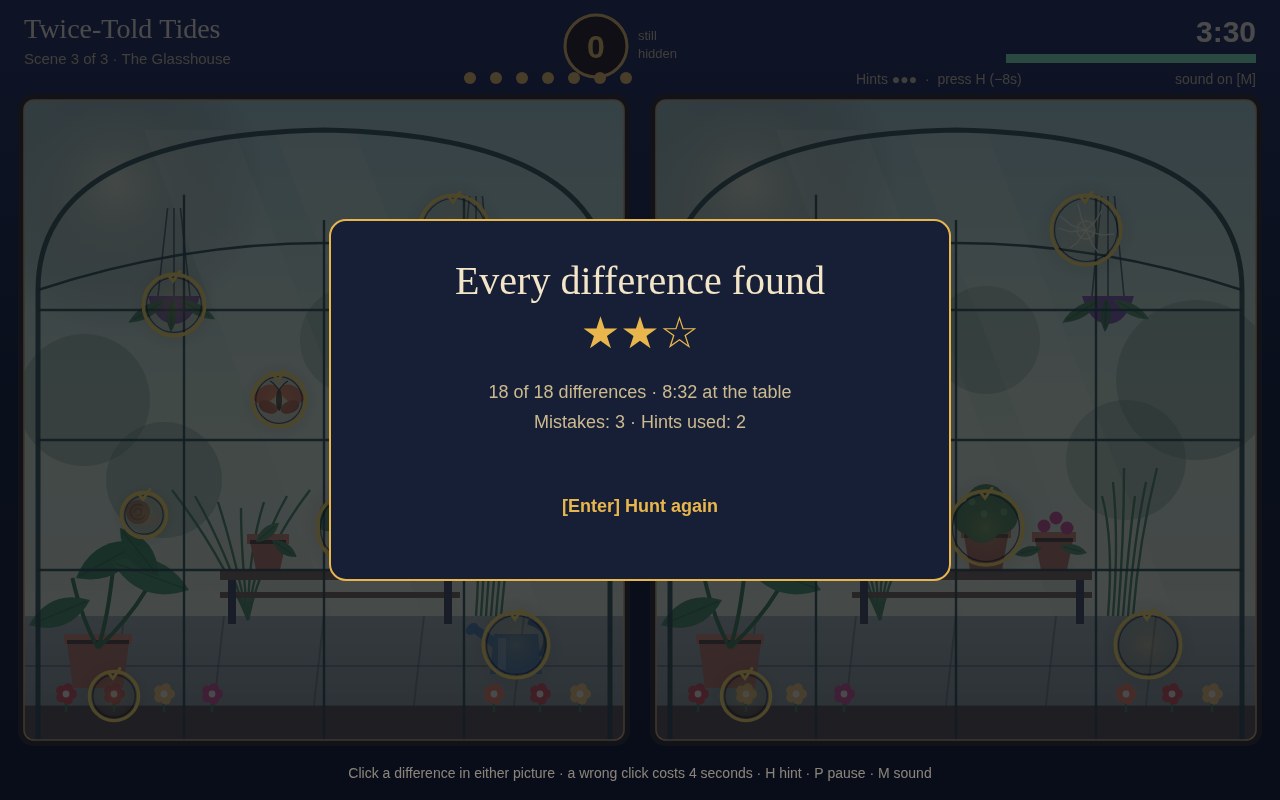 Twice-Told Tides
Scene 3 of 3 · The Glasshouse
0
still
hidden
3:30
Hints ●●● · press H (−8s)
sound on [M]
Every difference found
★★☆
18 of 18 differences · 8:32 at the table
Mistakes: 3 · Hints used: 2
[Enter] Hunt again
Click a difference in either picture · a wrong click costs 4 seconds · H hint · P pause · M sound